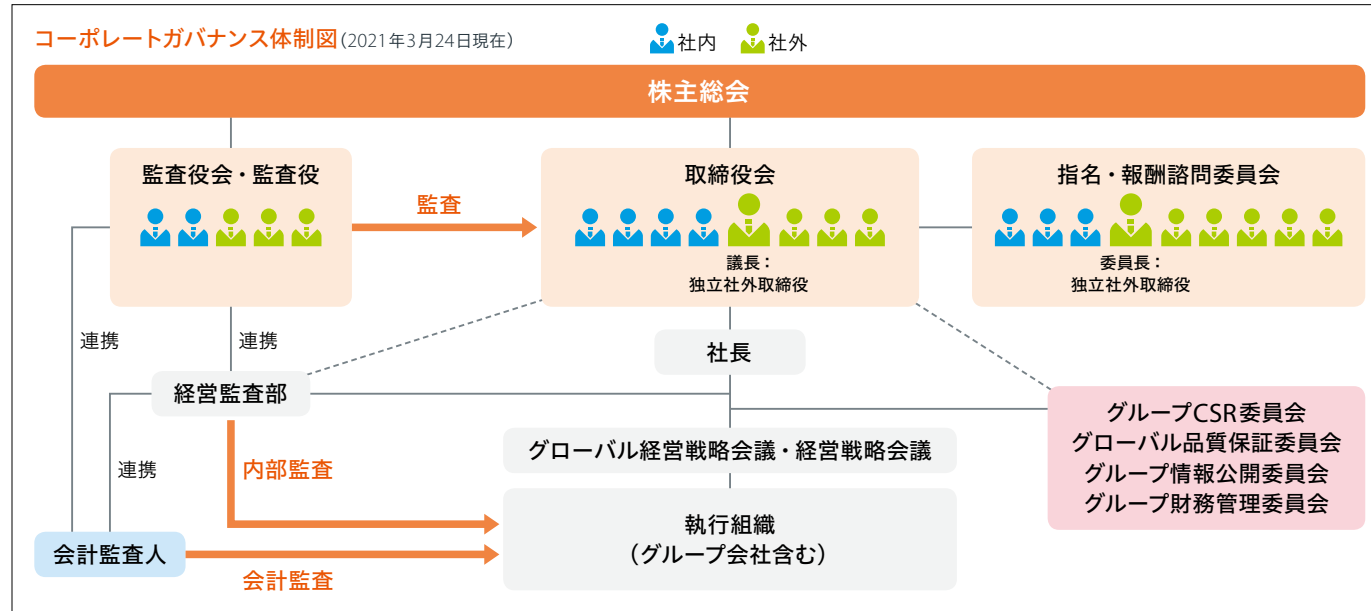 コーポレートガバナンス体制図(2021年3月24日現在)
社内
社外
株主総会
監査役会・監査役
監査
取締役会
議長：
独立社外取締役
指名・報酬諮問委員会
委員長：
独立社外取締役
連携
連携
社長
経営監査部
グループCSR委員会
グローバル品質保証委員会
グループ情報公開委員会
グループ財務管理委員会
グローバル経営戦略会議・経営戦略会議
連携
内部監査
執行組織
（グループ会社含む）
会計監査人
会計監査